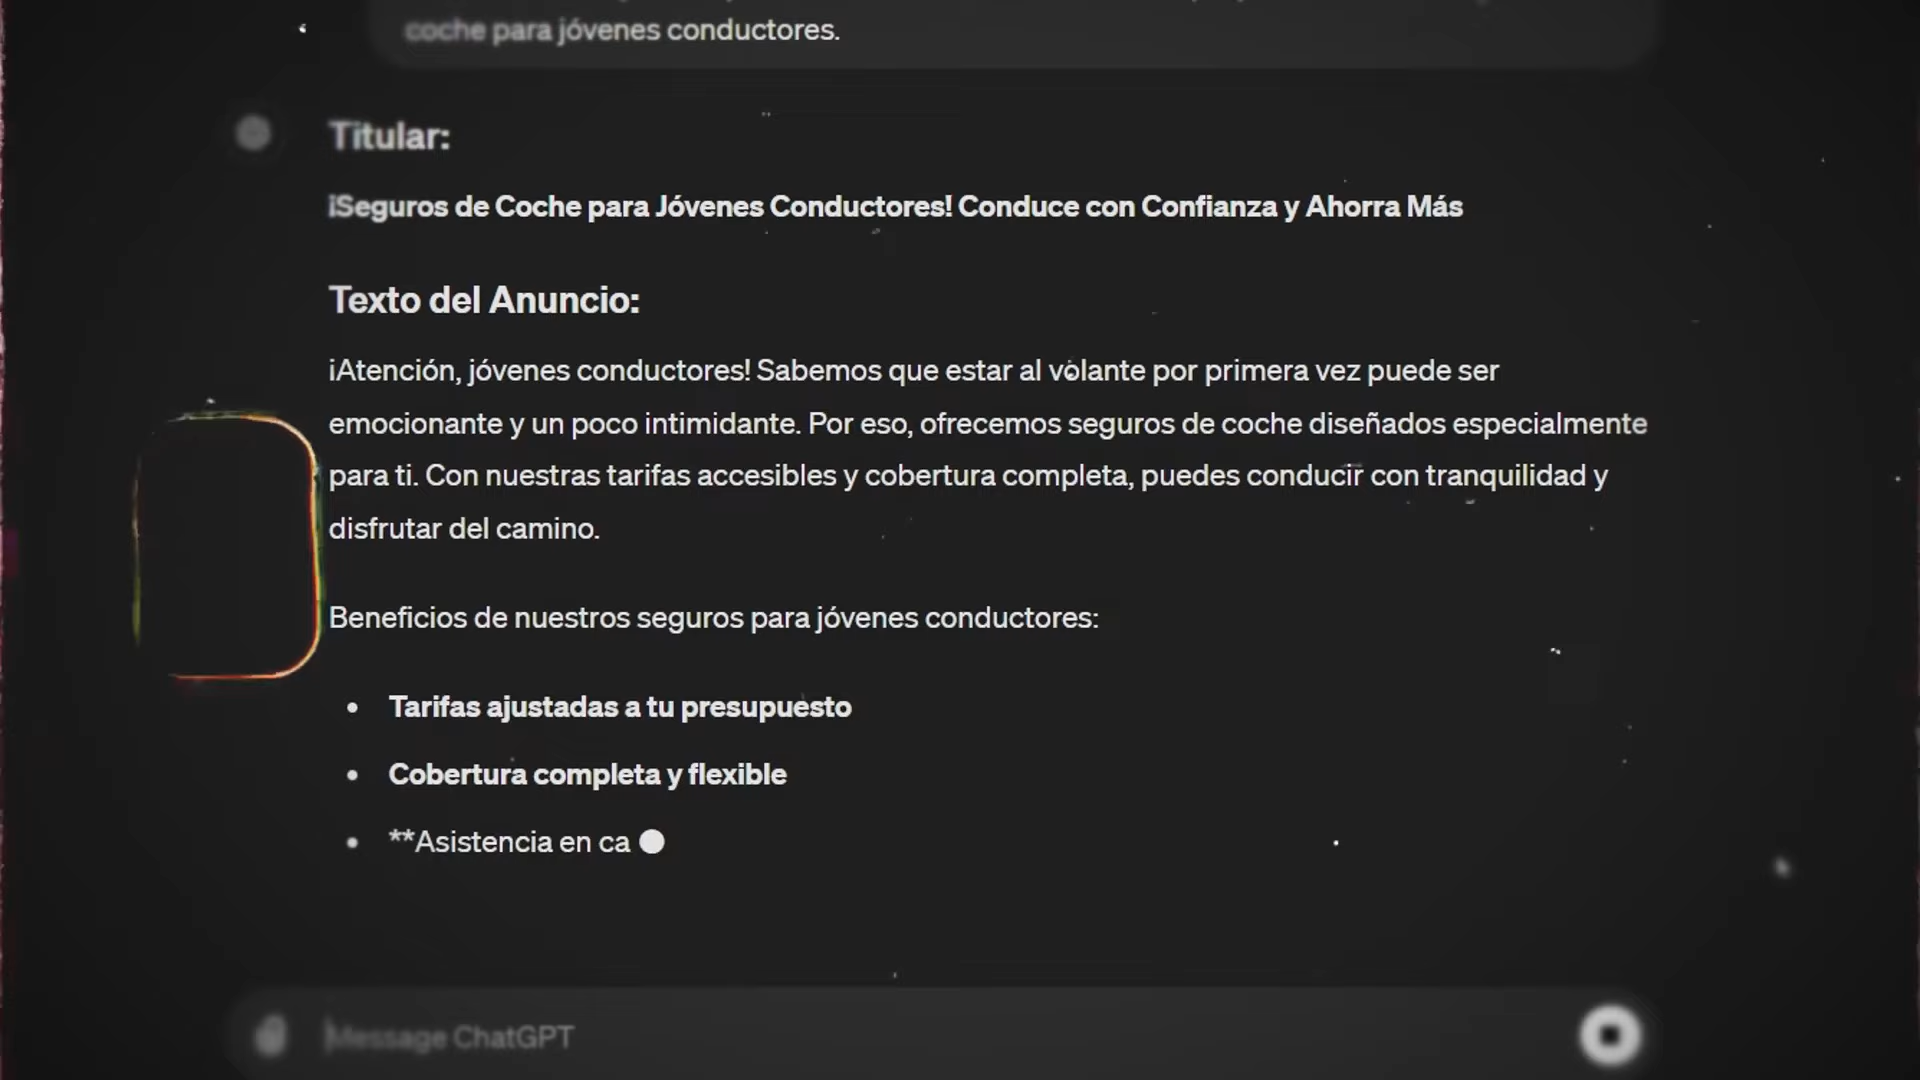 coche para jóvenes conductores.
Titular:
¡Seguros de Coche para Jóvenes Conductores! Conduce con Confianza y Ahorra Más
Texto del Anuncio:
¡Atención, jóvenes conductores! Sabemos que estar al volante por primera vez puede ser
emocionante y un poco intimidante. Por eso, ofrecemos seguros de coche diseñados especialmente
para ti. Con nuestras tarifas accesibles y cobertura completa, puedes conducir con tranquilidad y
disfrutar del camino.
Beneficios de nuestros seguros para jóvenes conductores:
• Tarifas ajustadas a tu presupuesto
• Cobertura completa y flexible
• **Asistencia en ca
Message ChatGPT